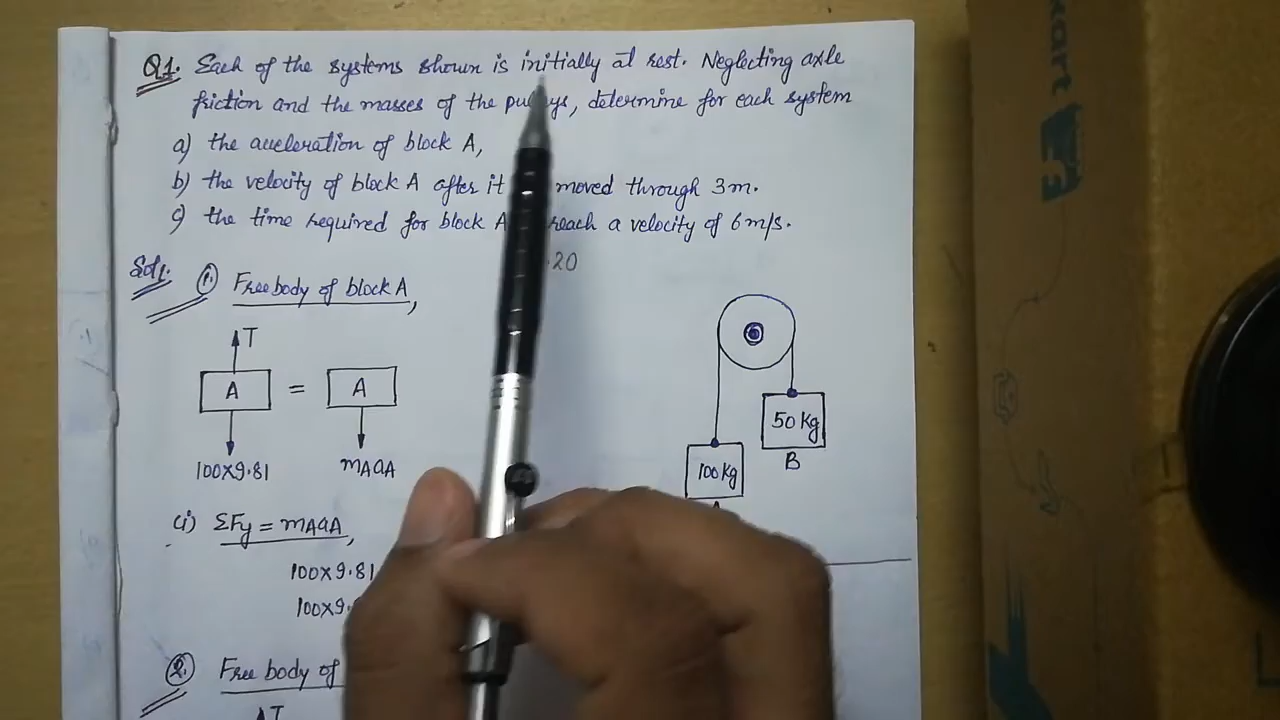 Q1. Each of the systems shown is initially at rest. Neglecting axle
friction and the masses of the pulleys, determine for each system
a) the acceleration of block A,
b) the velocity of block A after it moved through 3m.
c) the time required for block A reach a velocity of 6m/s.
.20
Sol.
1. Free body of block A,
T
A = A
100×9.81
mAaA
50 Kg
B
100 kg
(i) ΣFy = mAaA,
100×9.81
100×9.
2. Free body of
T